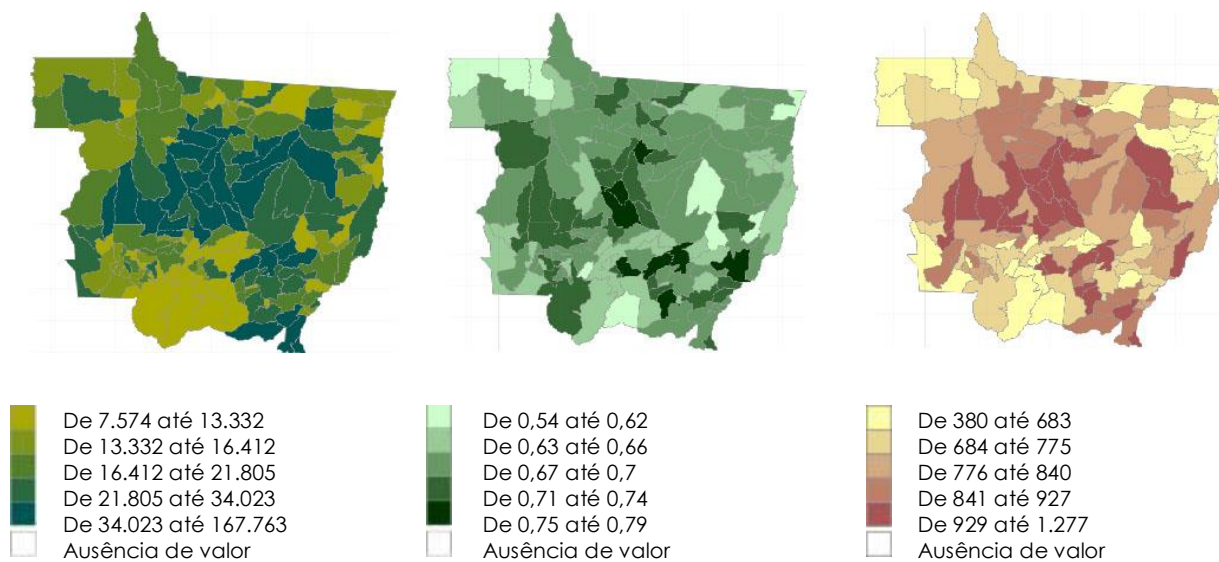 De 7.574 até 13.332
De 13.332 até 16.412
De 16.412 até 21.805
De 21.805 até 34.023
De 34.023 até 167.763
Ausência de valor
De 0,54 até 0,62
De 0,63 até 0,66
De 0,67 até 0,7
De 0,71 até 0,74
De 0,75 até 0,79
Ausência de valor
De 380 até 683
De 684 até 775
De 776 até 840
De 841 até 927
De 929 até 1.277
Ausência de valor